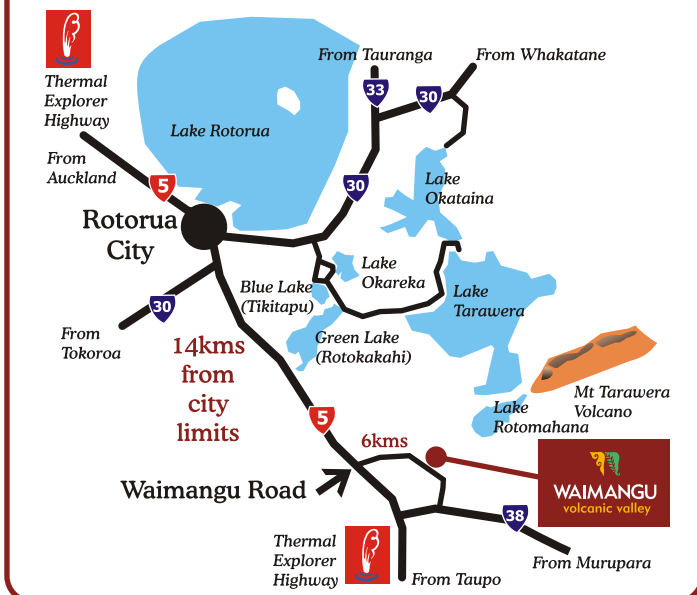 From Tauranga
From Whakatane
Thermal
Explorer
Highway
33
30
Lake Rotorua
From
Auckland
5
30
Lake
Okataina
Rotorua
City
Lake
Okareka
Blue Lake
(Tikitapu)
Lake
Tarawera
30
From
Tokoroa
Green Lake
(Rotokakahi)
14kms
from
city
limits
Mt Tarawera
Volcano
Lake
Rotomahana
5
6kms
WAIMANGU
volcanic valley
Waimangu Road
38
Thermal
Explorer
Highway
From Taupo
From Murupara